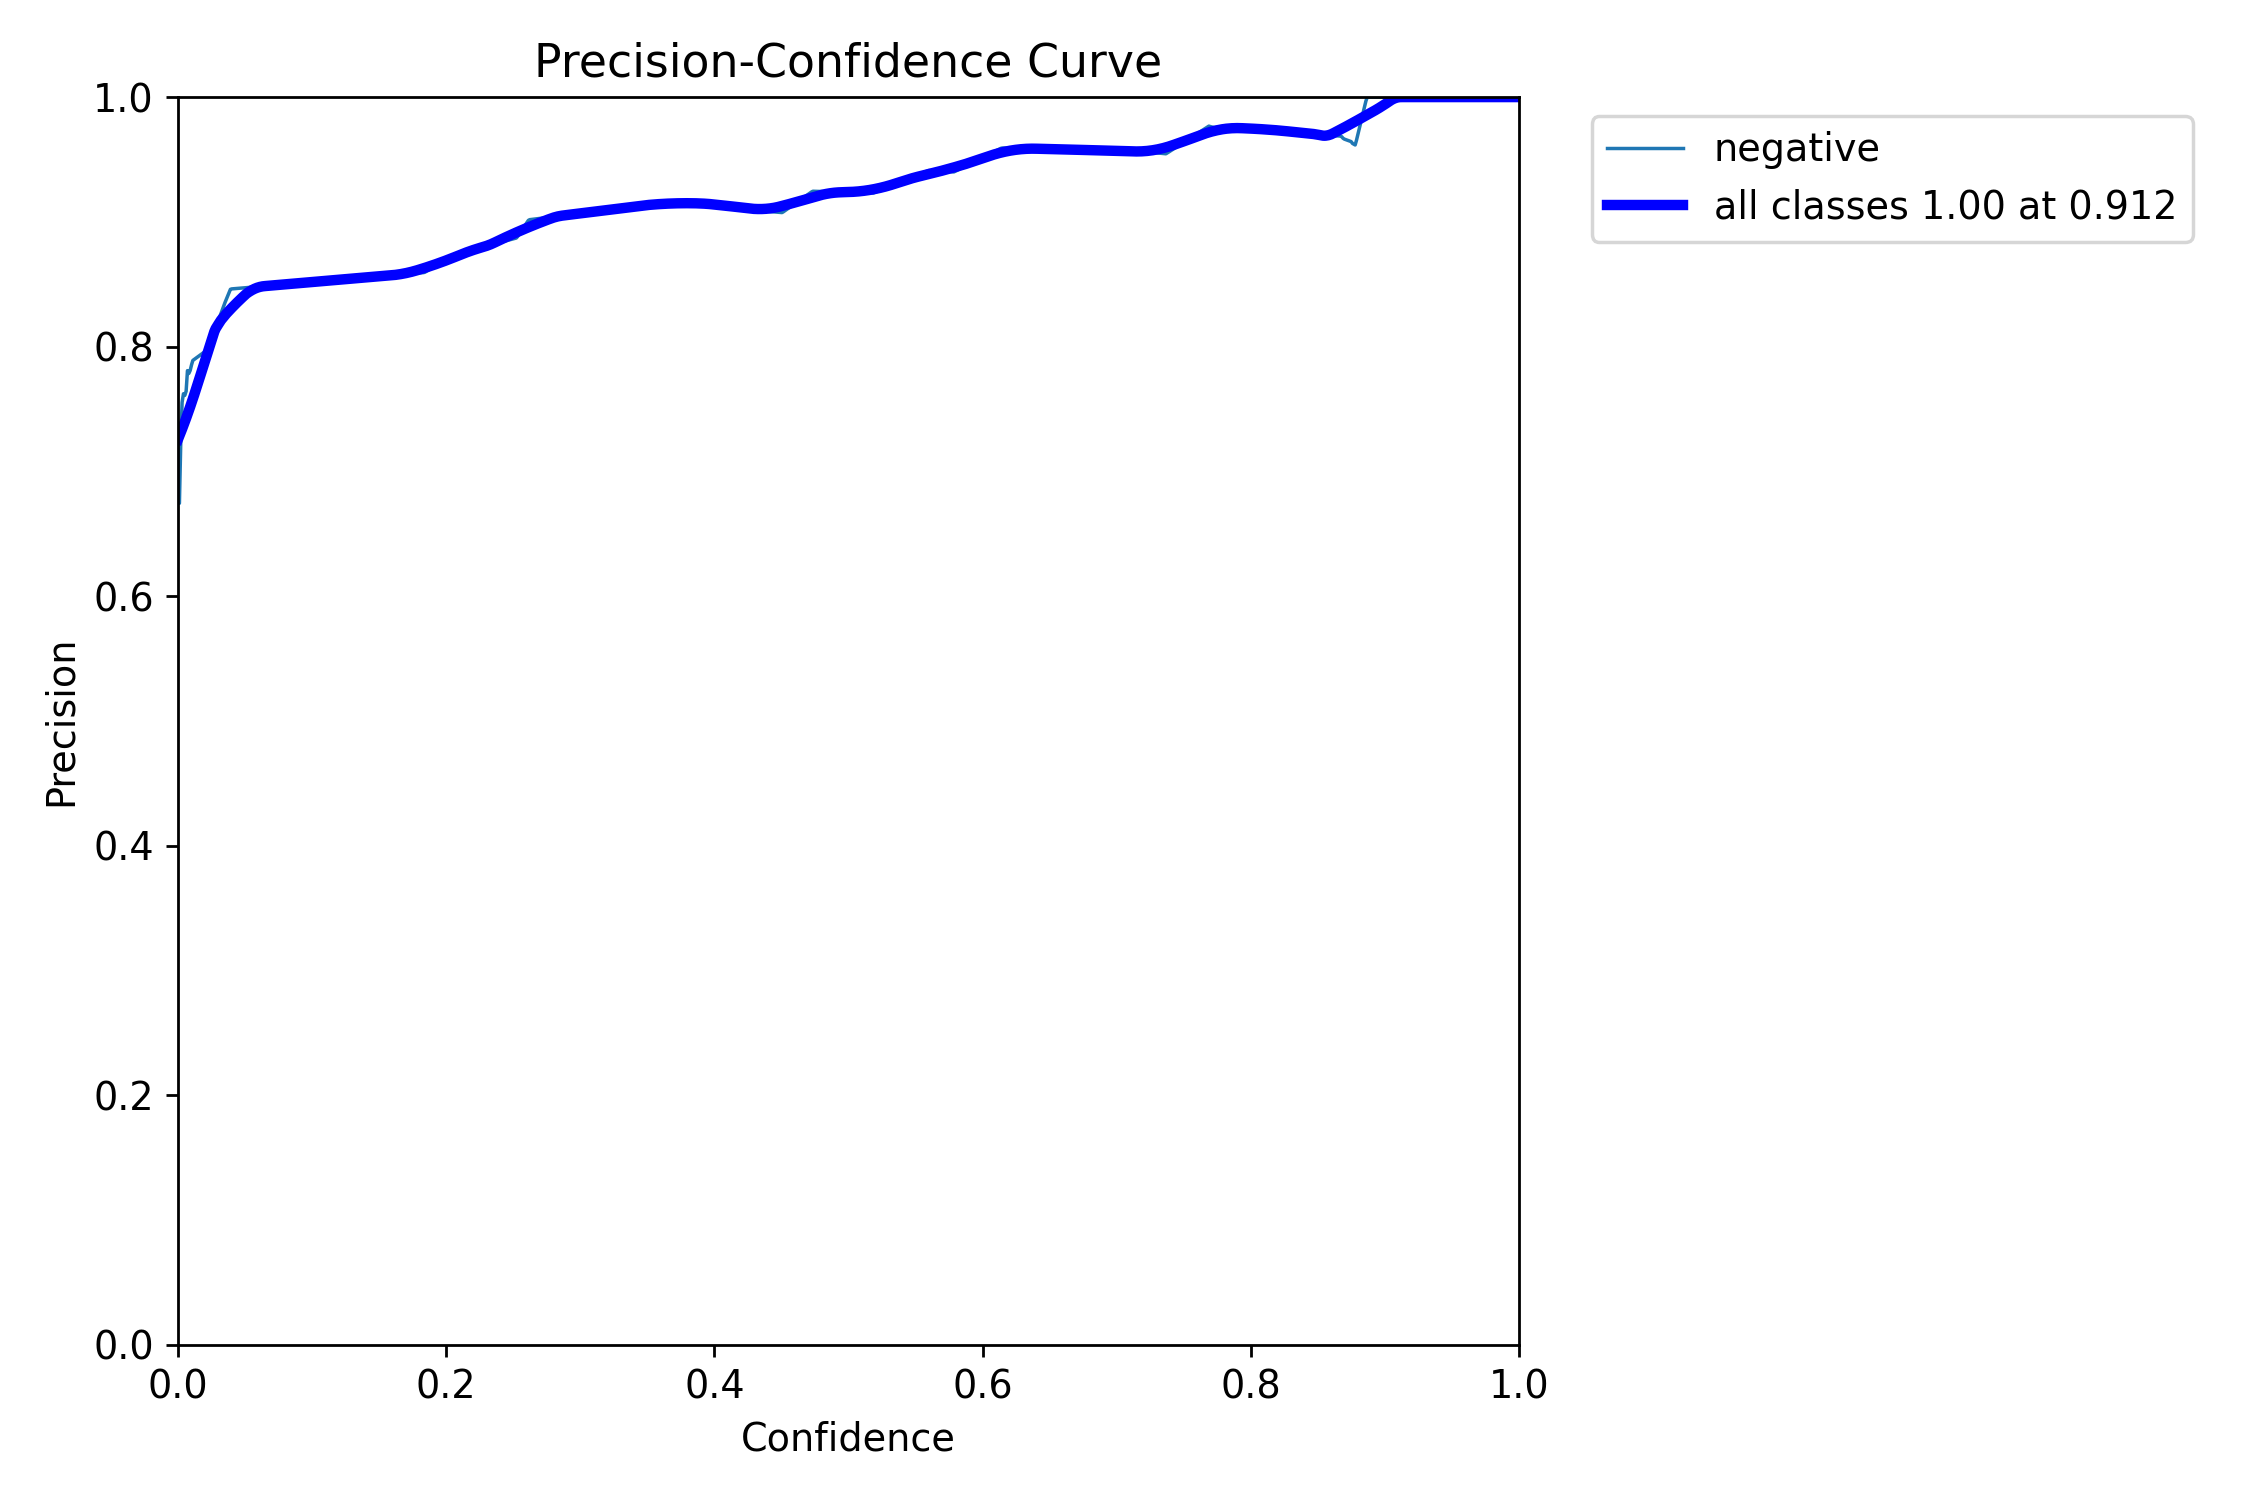 Precision-Confidence Curve
1.0
0.8
0.6
0.4
0.2
0.0
Precision
0.0 0.2 0.4 0.6 0.8 1.0
Confidence
negative
all classes 1.00 at 0.912